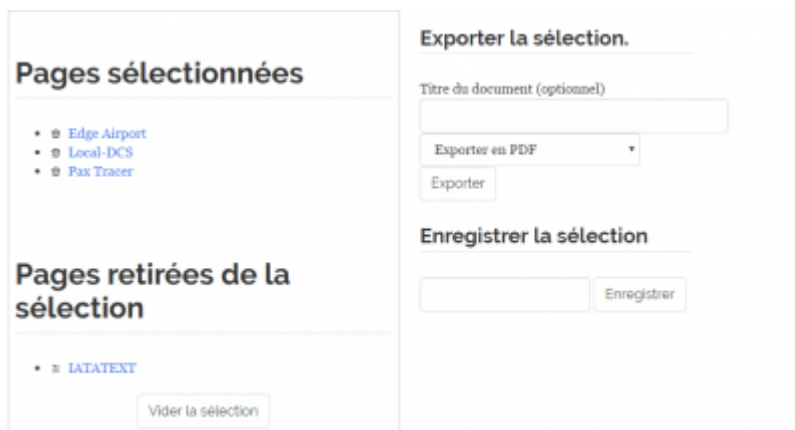 Pages sélectionnées
Edge Airport
Local-DCS
Pax Tracer
Pages retirées de la
sélection
IATATEXT
Vider la sélection
Exporter la sélection.
Titre du document (optionnel)
Exporter en PDF
Exporter
Enregistrer la sélection
Enregistrer